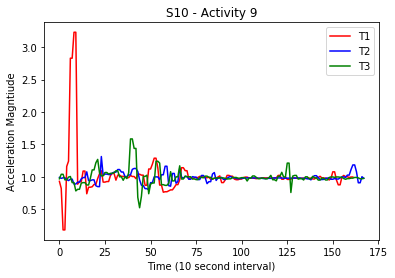 S10 - Activity 9
Acceleration Magntiude
3.0
2.5
2.0
1.5
1.0
0.5
T1
T2
T3
0 25 50 75 100 125 150 175
Time (10 second interval)